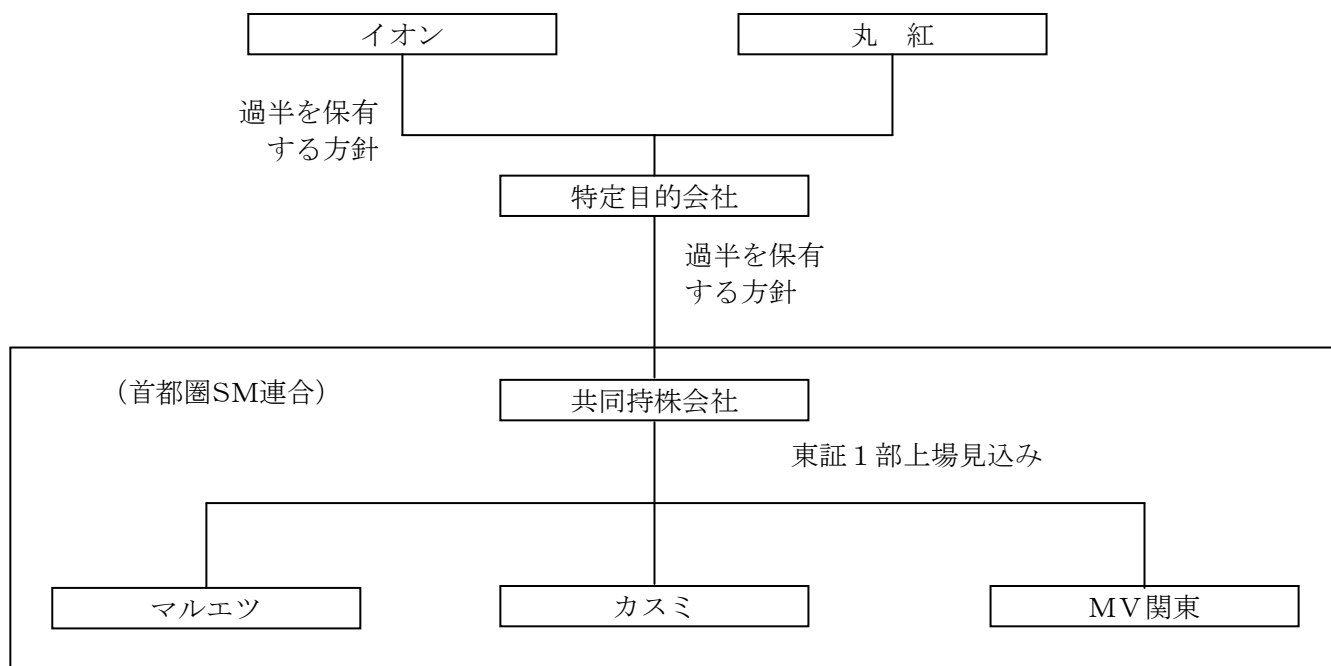 イオン
丸　紅
過半を保有
する方針
特定目的会社
過半を保有
する方針
（首都圏SM連合）
共同持株会社
東証１部上場見込み
マルエツ
カスミ
ＭＶ関東